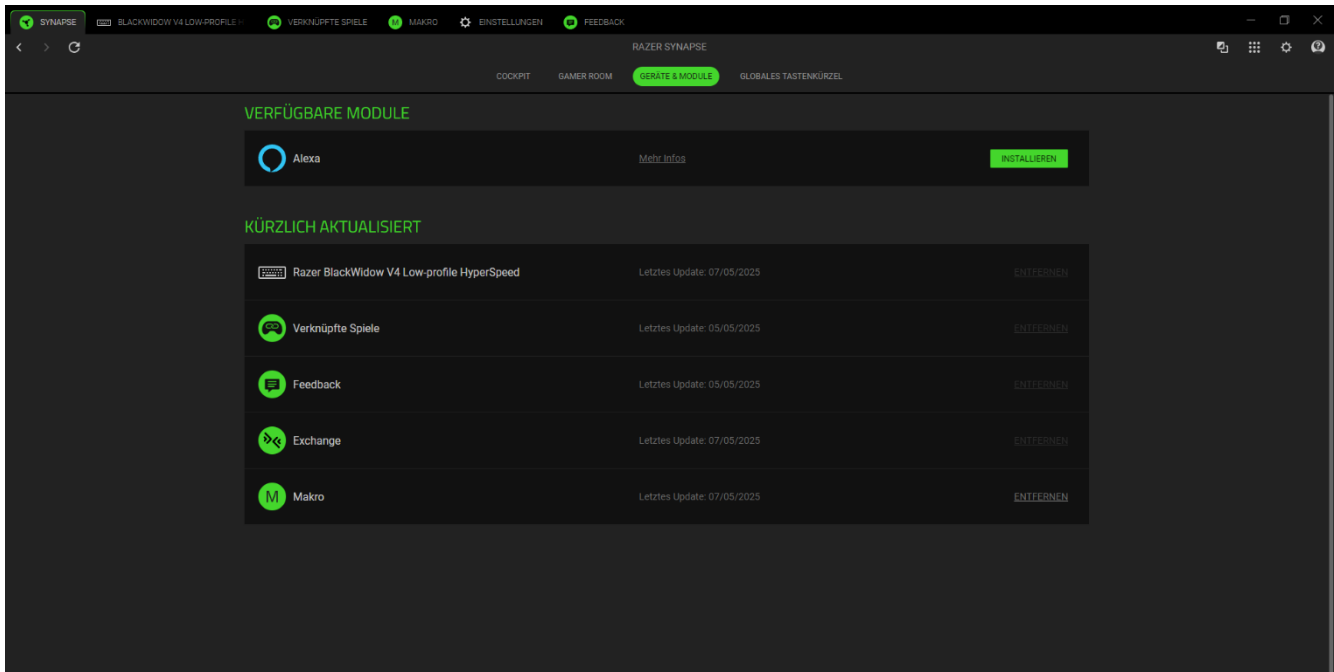 SYNAPSE BLACKWIDOW V4 LOW-PROFILE H VERKNÜPFTE SPIELE M MAKRO EINSTELLUNGEN FEEDBACK
RAZER SYNAPSE
COCKPIT GAMER ROOM GERÄTE & MODULE GLOBALES TASTENKÜRZEL
VERFÜGBARE MODULE
Alexa Mehr Infos INSTALLIEREN
KÜRZLICH AKTUALISIERT
Razer BlackWidow V4 Low-profile HyperSpeed Letztes Update: 07/05/2025 ENTFERNEN
Verknüpfte Spiele Letztes Update: 05/05/2025 ENTFERNEN
Feedback Letztes Update: 05/05/2025 ENTFERNEN
Exchange Letztes Update: 07/05/2025 ENTFERNEN
M Makro Letztes Update: 07/05/2025 ENTFERNEN